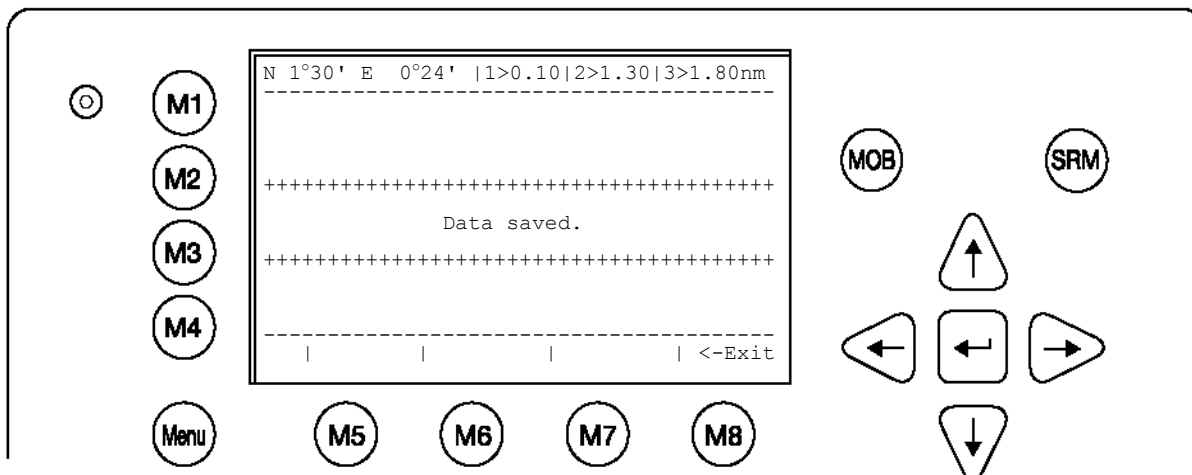 N 1°30' E 0°24' |1>0.10|2>1.30|3>1.80nm
----------------------------------------
++++++++++++++++++++++++++++++++++++++++
Data saved.
++++++++++++++++++++++++++++++++++++++++
----------------------------------------
| | | | <-Exit
M1
M2
M3
M4
Menu
M5
M6
M7
M8
MOB
SRM